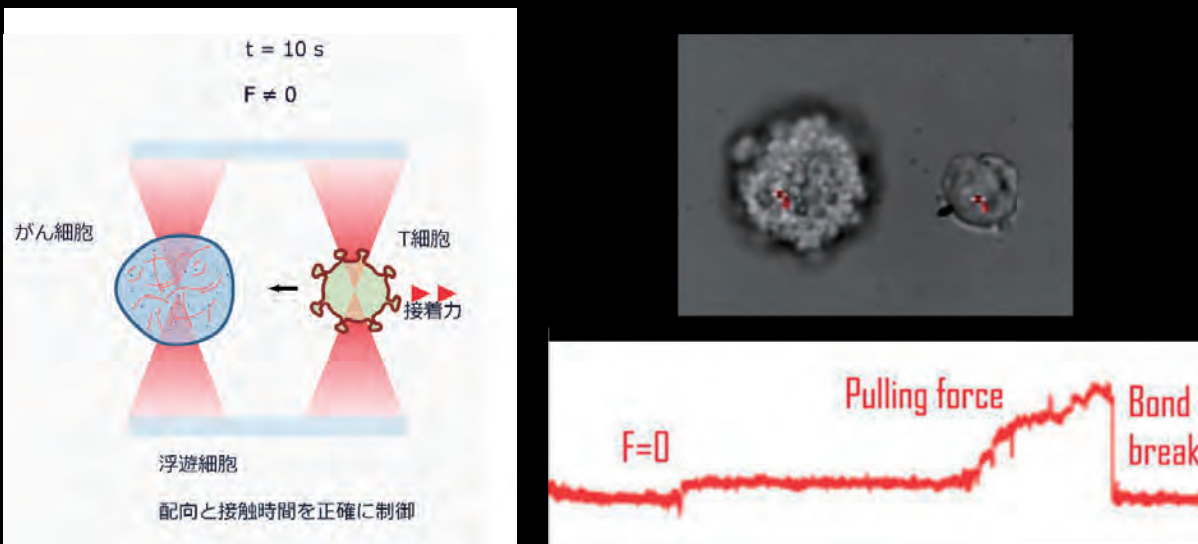 t = 10 s
F ≠ 0
がん細胞
T細胞
接着力
浮遊細胞
配向と接触時間を正確に制御
F=0
Pulling force
Bond
break